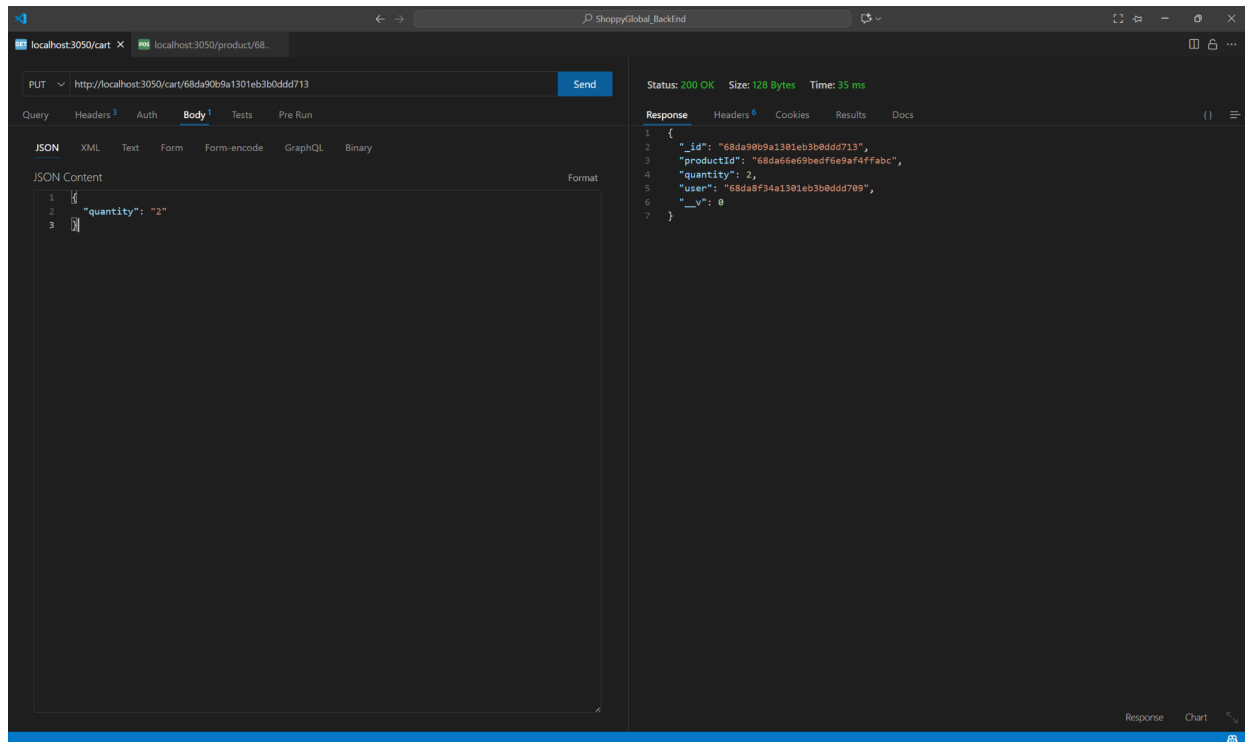 ShoppyGlobal_BackEnd
GET localhost:3050/cart
POS localhost:3050/product/68..
PUT http://localhost:3050/cart/68da90b9a1301eb3b0ddd713 Send
Query Headers 3 Auth Body 1 Tests Pre Run
JSON XML Text Form Form-encode GraphQL Binary
JSON Content Format
1 {
2 "quantity": "2"
3 }
Status: 200 OK Size: 128 Bytes Time: 35 ms
Response Headers 6 Cookies Results Docs {}
1 {
2 "_id": "68da90b9a1301eb3b0ddd713",
3 "productId": "68da66e69bedf6e9af4ffabc",
4 "quantity": 2,
5 "user": "68da8f34a1301eb3b0ddd709",
6 "__v": 0
7 }
Response Chart